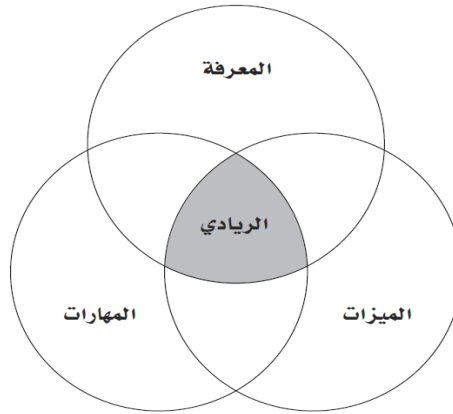 المعرفة
الريادي
الميزات
المهارات